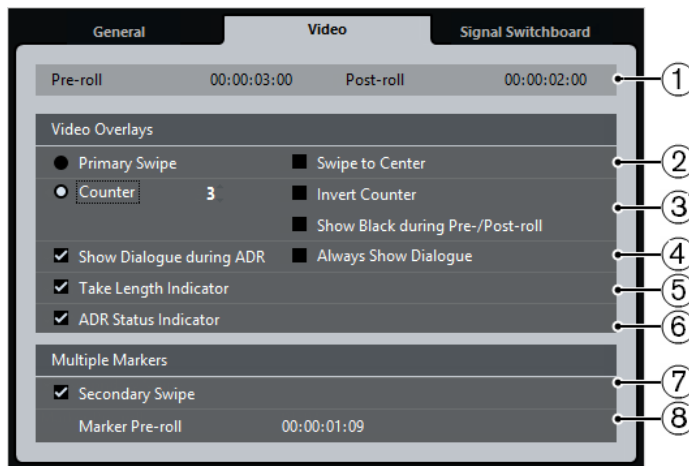 General Video Signal Switchboard
Pre-roll 00:00:03:00 Post-roll 00:00:02:00 1
Video Overlays
Primary Swipe Swipe to Center 2
Counter 3 Invert Counter
3
Show Black during Pre-/Post-roll
Show Dialogue during ADR Always Show Dialogue 4
Take Length Indicator 5
ADR Status Indicator 6
Multiple Markers
Secondary Swipe 7
Marker Pre-roll 00:00:01:09 8